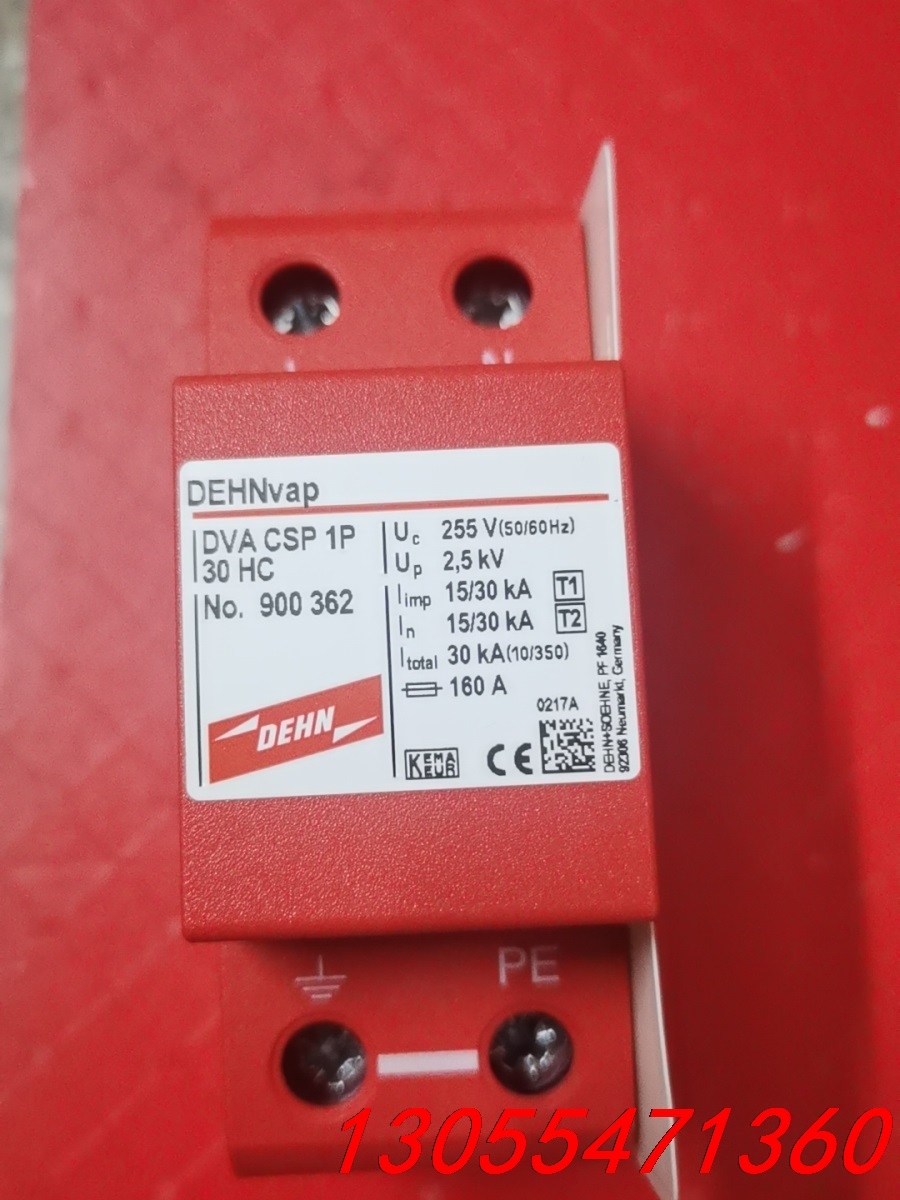 L N
DEHNvap
DVA CSP 1P
30 HC
No. 900 362
Uc 255 V (50/60Hz)
Up 2,5 kV
Iimp 15/30 kA T1
In 15/30 kA T2
Itotal 30 kA (10/350)
160 A
0217A
DEHN
KEMA
KEUR
CE
DEHN+SOEHNE, PF 1640
92306 Neumarkt, Germany
PE
13055471360